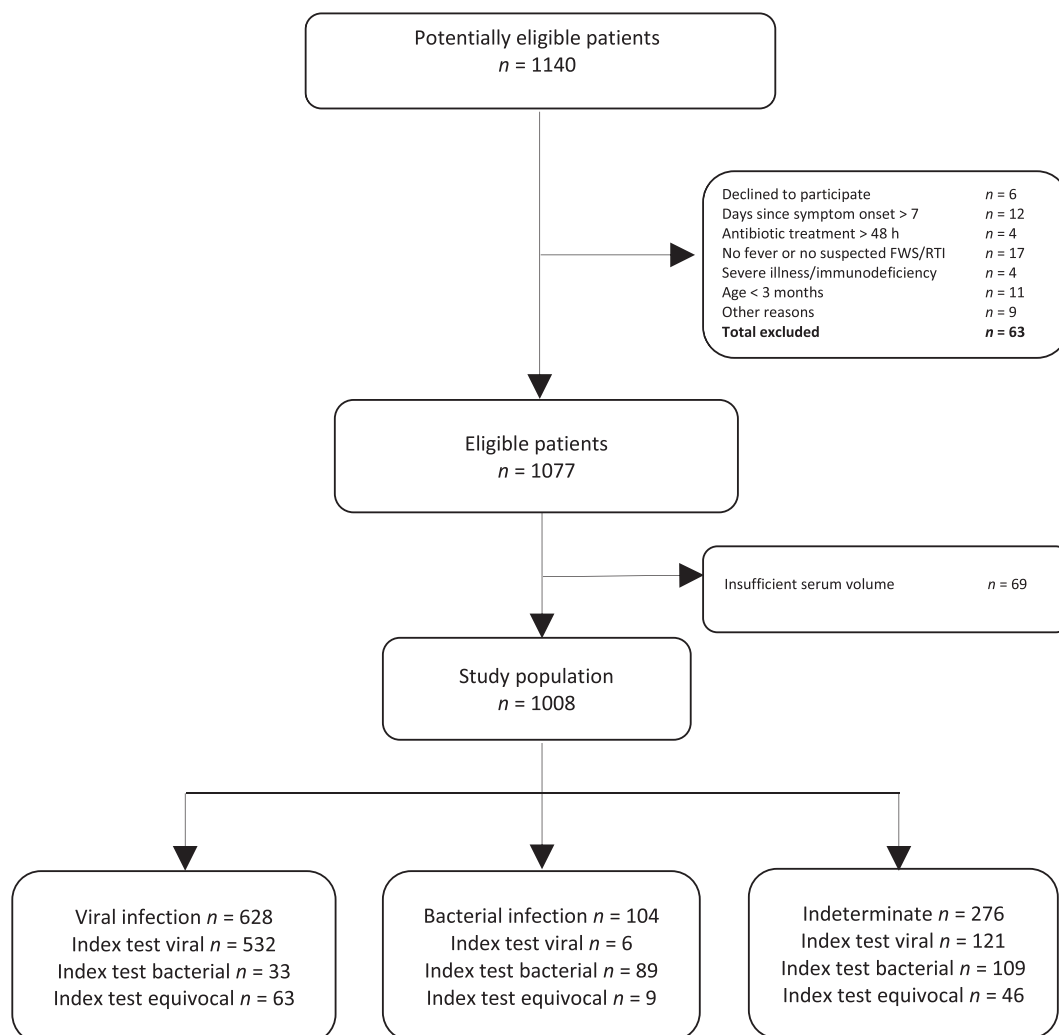 Potentially eligible patients
n = 1140
Declined to participate n = 6
Days since symptom onset > 7 n = 12
Antibiotic treatment > 48 h n = 4
No fever or no suspected FWS/RTI n = 17
Severe illness/immunodeficiency n = 4
Age < 3 months n = 11
Other reasons n = 9
Total excluded n = 63
Eligible patients
n = 1077
Insufficient serum volume n = 69
Study population
n = 1008
Viral infection n = 628
Index test viral n = 532
Index test bacterial n = 33
Index test equivocal n = 63
Bacterial infection n = 104
Index test viral n = 6
Index test bacterial n = 89
Index test equivocal n = 9
Indeterminate n = 276
Index test viral n = 121
Index test bacterial n = 109
Index test equivocal n = 46